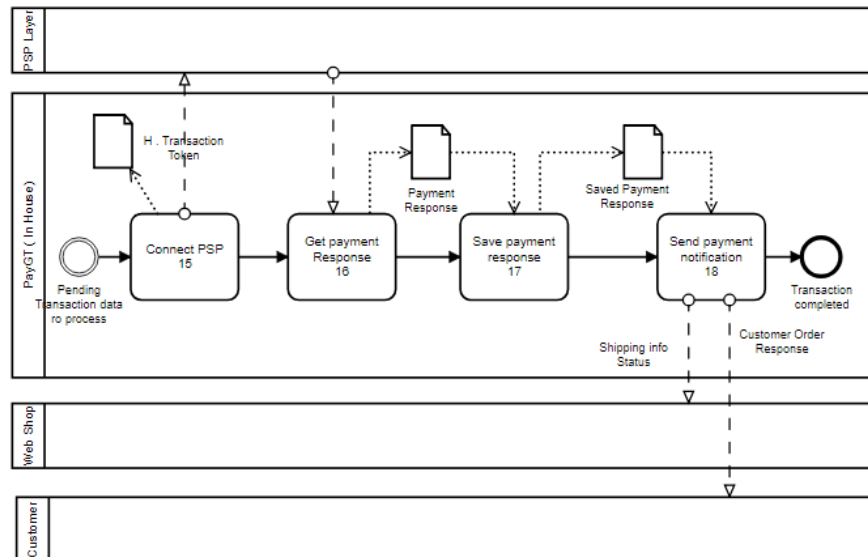 PSP Layer
PayGT ( In House)
H . Transaction
Token
Payment
Response
Saved Payment
Response
Connect PSP
15
Get payment
Response
16
Save payment
response
17
Send payment
notification
18
Pending
Transaction data
ro process
Transaction
completed
Shipping info
Status
Customer Order
Response
Web Shop
Customer